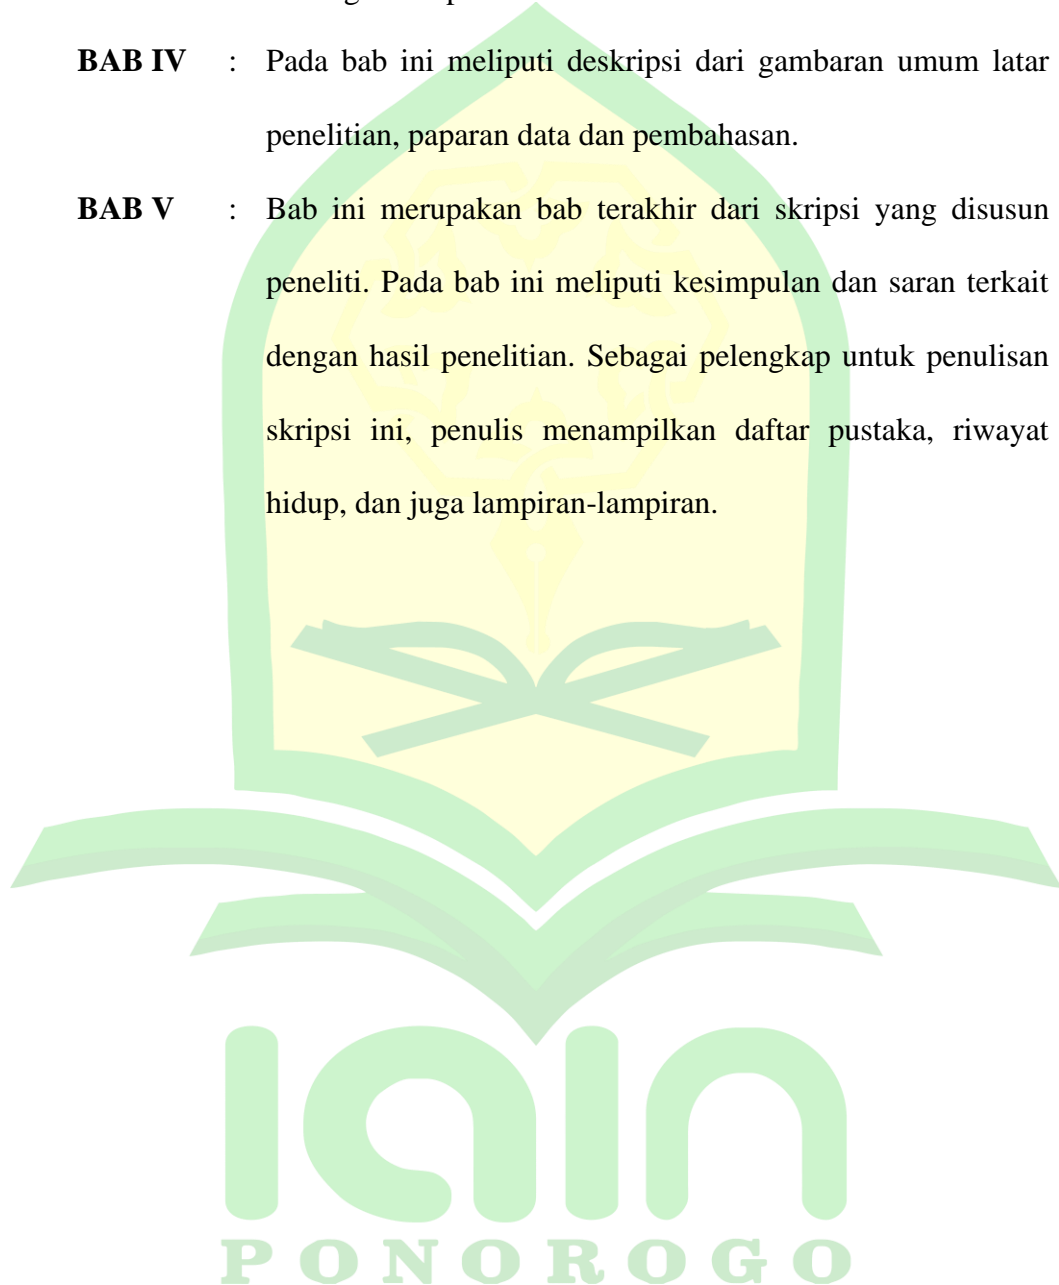 BAB IV : Pada bab ini meliputi deskripsi dari gambaran umum latar
penelitian, paparan data dan pembahasan.
BAB V : Bab ini merupakan bab terakhir dari skripsi yang disusun
peneliti. Pada bab ini meliputi kesimpulan dan saran terkait
dengan hasil penelitian. Sebagai pelengkap untuk penulisan
skripsi ini, penulis menampilkan daftar pustaka, riwayat
hidup, dan juga lampiran-lampiran.
iain
PONOROGO